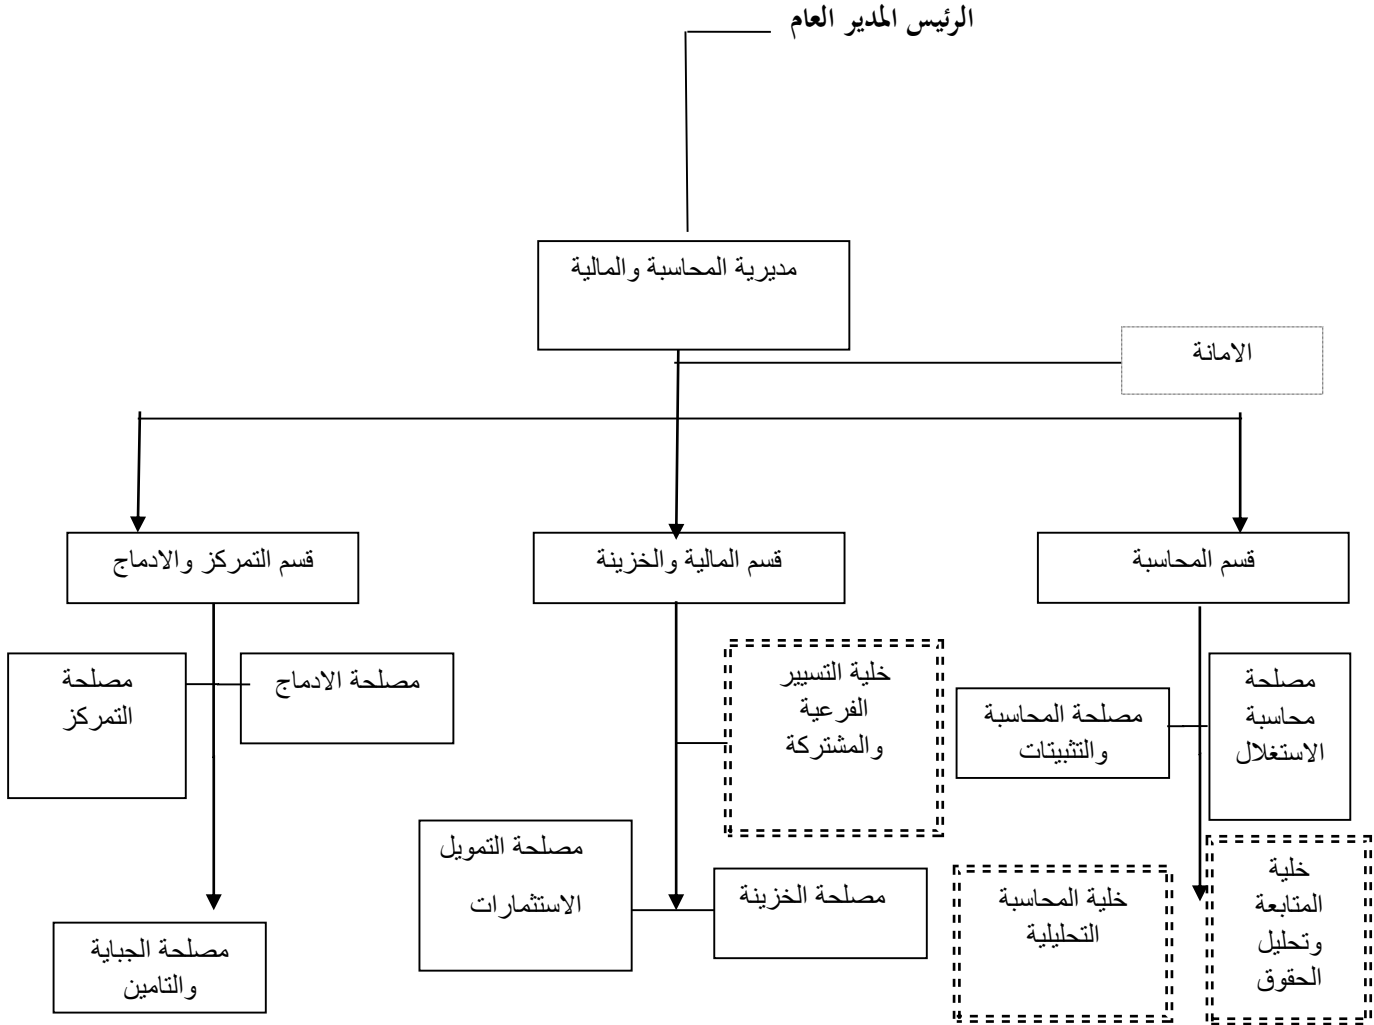 الرئيس المدير العام
مديرية المحاسبة والمالية
الامانة
قسم المحاسبة
قسم المالية والخزينة
قسم التمركز والادماج
مصلحة
محاسبة
الاستغلال
مصلحة المحاسبة
والتثبيتات
خلية التسيير
الفرعية
والمشتركة
مصلحة الادماج
مصلحة
التمركز
خلية
المتابعة
وتحليل
الحقوق
خلية المحاسبة
التحليلية
مصلحة الخزينة
مصلحة التمويل
الاستثمارات
مصلحة الجباية
والتامين